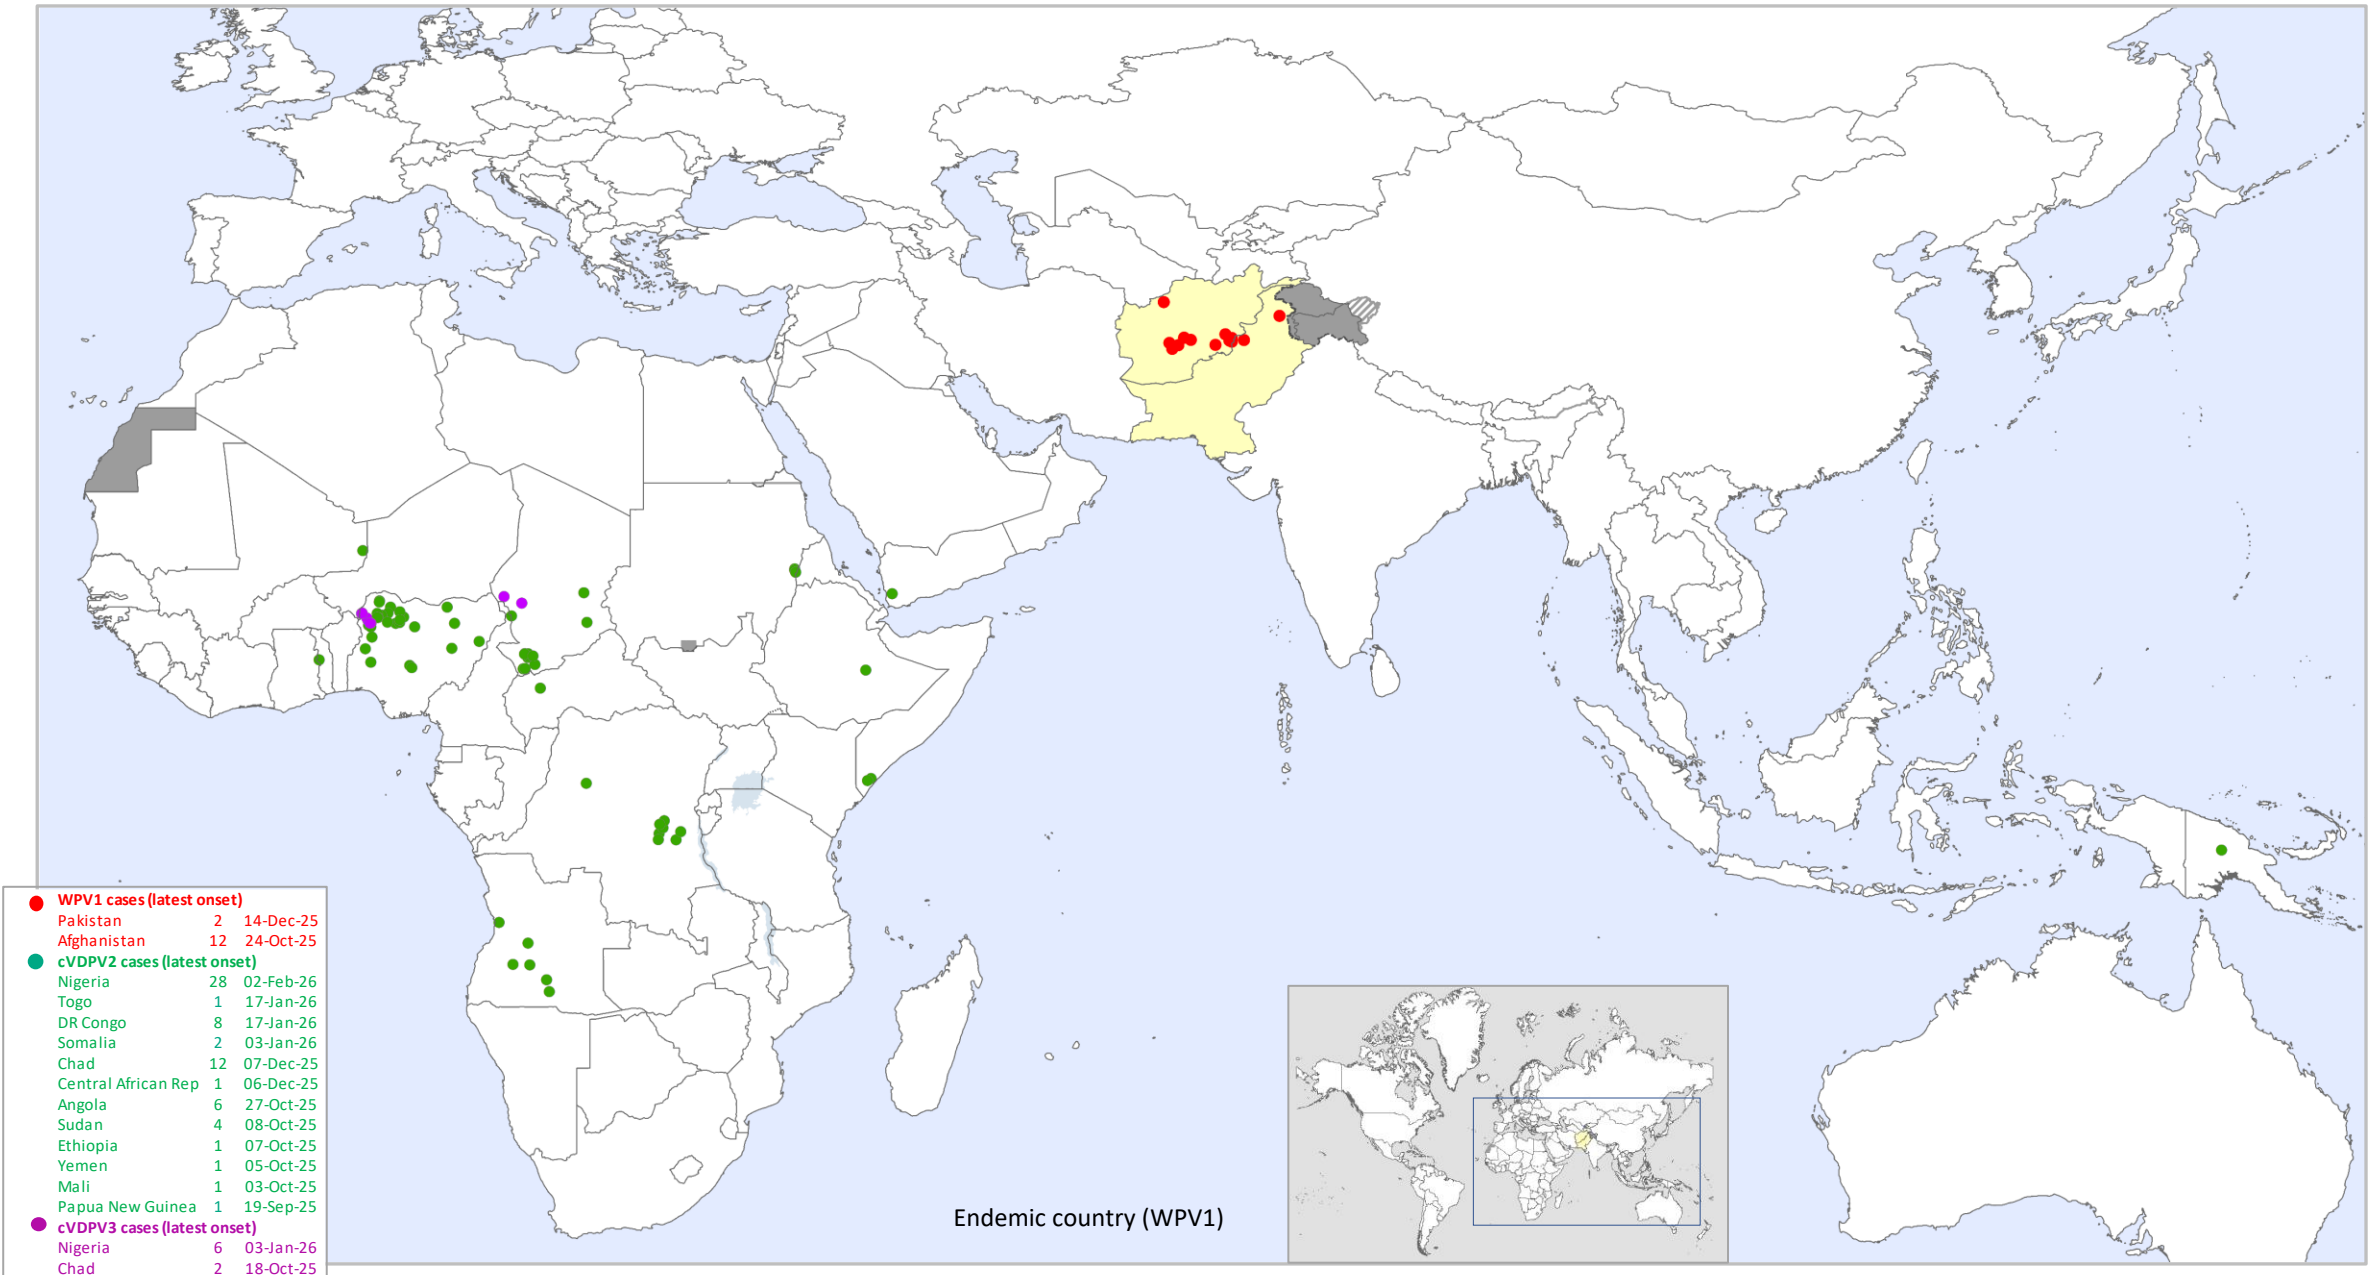 WPV1 cases (latest onset)
Pakistan 2 14-Dec-25
Afghanistan 12 24-Oct-25
cVDPV2 cases (latest onset)
Nigeria 28 02-Feb-26
Togo 1 17-Jan-26
DR Congo 8 17-Jan-26
Somalia 2 03-Jan-26
Chad 12 07-Dec-25
Central African Rep 1 06-Dec-25
Angola 6 27-Oct-25
Sudan 4 08-Oct-25
Ethiopia 1 07-Oct-25
Yemen 1 05-Oct-25
Mali 1 03-Oct-25
Papua New Guinea 1 19-Sep-25
cVDPV3 cases (latest onset)
Nigeria 6 03-Jan-26
Chad 2 18-Oct-25
Endemic country (WPV1)